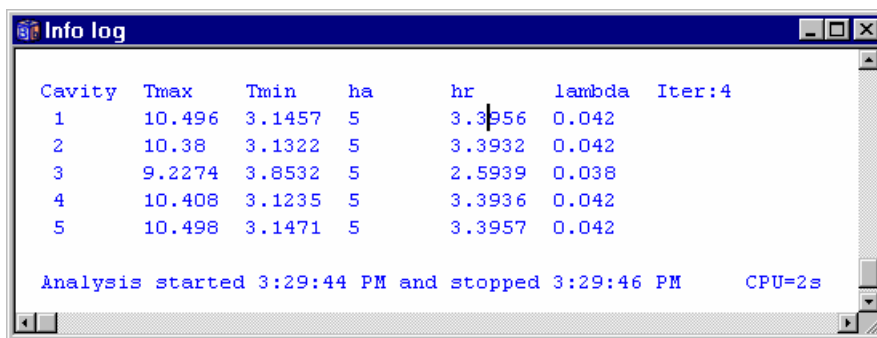 Info log
Cavity Tmax Tmin ha hr lambda Iter:4
1 10.496 3.1457 5 3.3956 0.042
2 10.38 3.1322 5 3.3932 0.042
3 9.2274 3.8532 5 2.5939 0.038
4 10.408 3.1235 5 3.3936 0.042
5 10.498 3.1471 5 3.3957 0.042
Analysis started 3:29:44 PM and stopped 3:29:46 PM CPU=2s